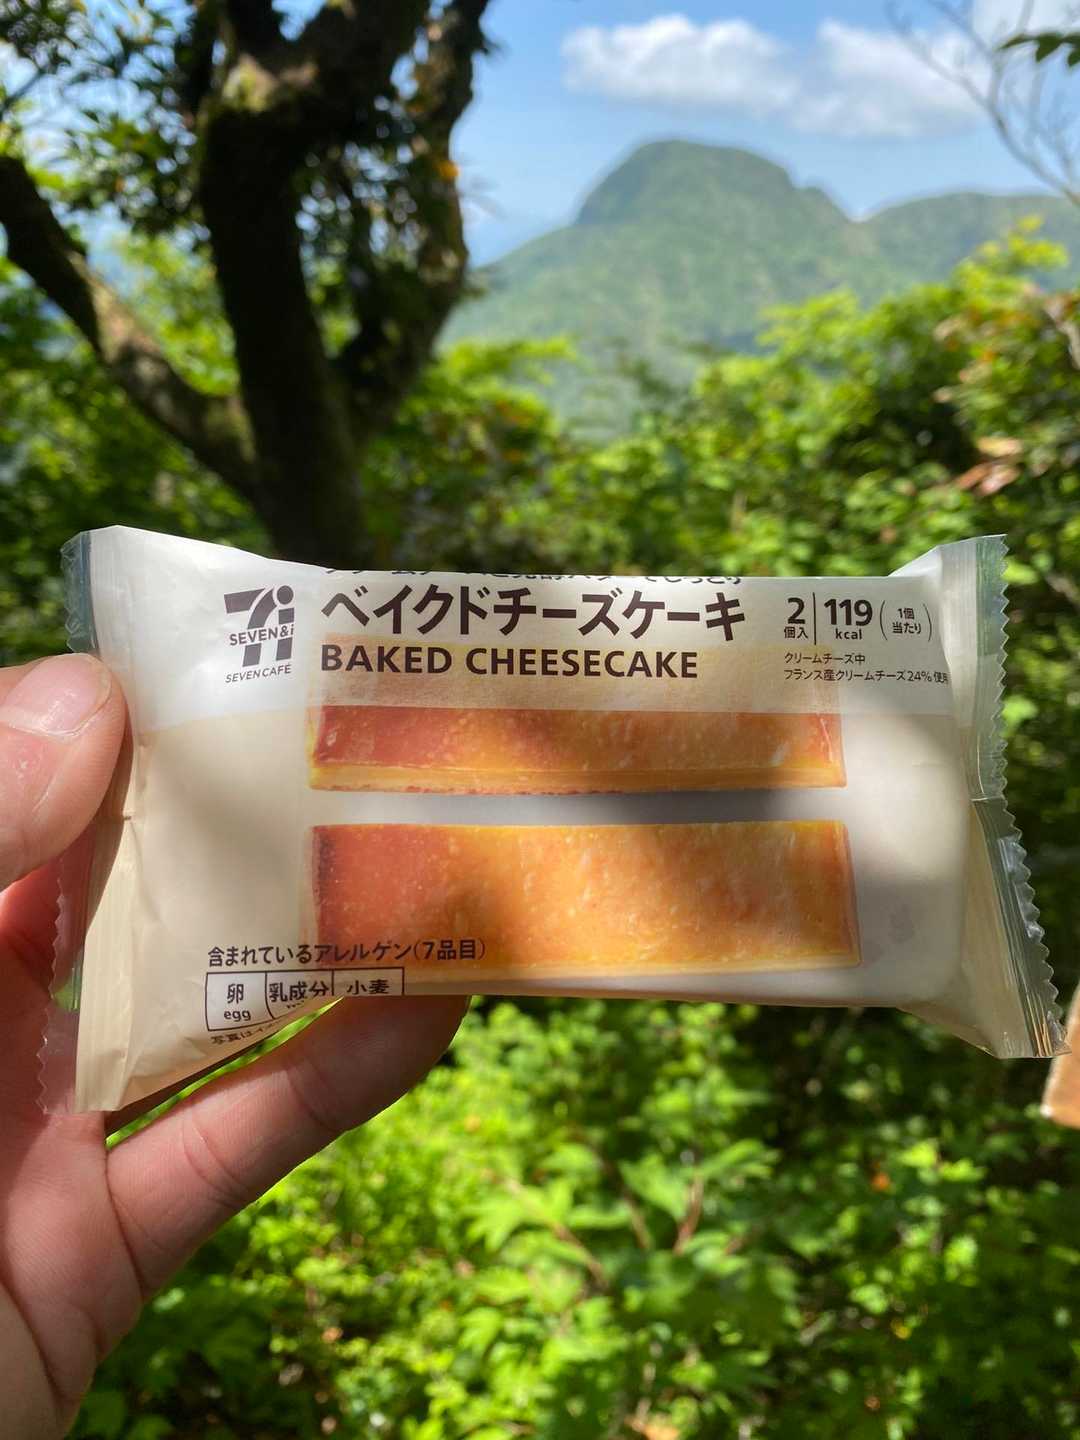 ベイクドチーズケーキ
BAKED CHEESECAKE
SEVEN&i
SEVEN CAFÉ
2個入
119 kcal
(1個当たり)
クリームチーズ中
フランス産クリームチーズ24%使用
含まれているアレルゲン(7品目)
卵 乳成分 小麦
egg
写真は